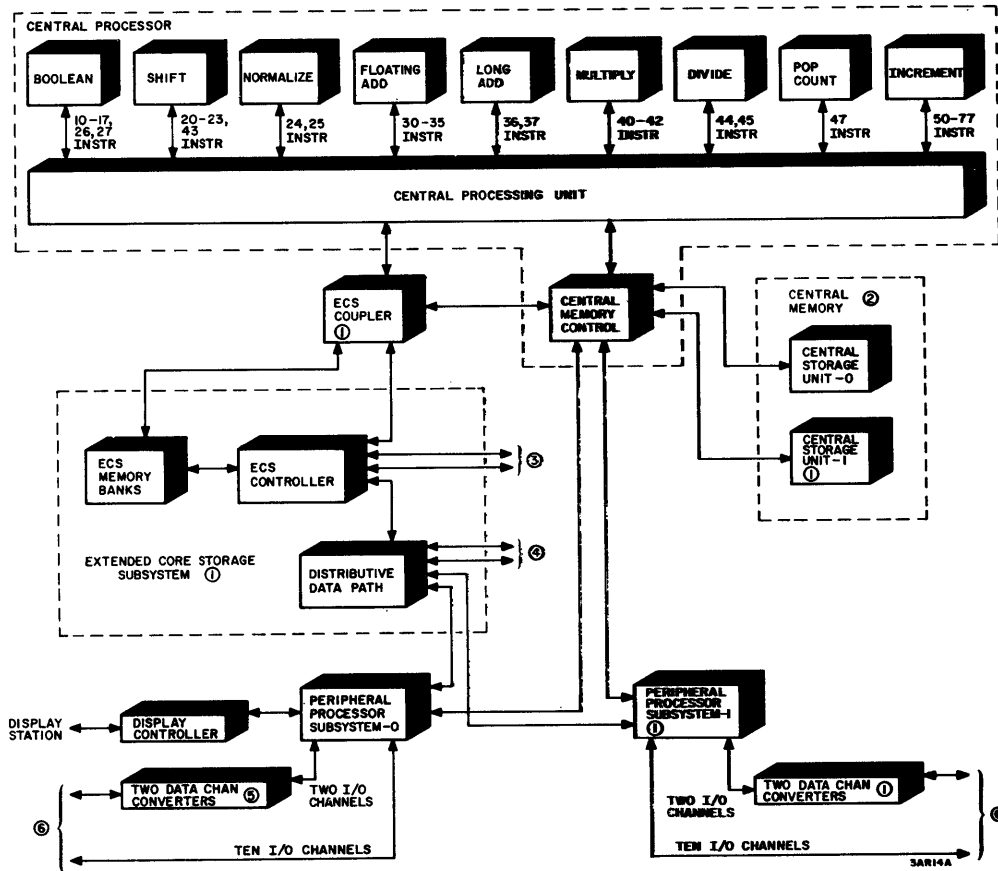 CENTRAL PROCESSOR
BOOLEAN
SHIFT
NORMALIZE
FLOATING
ADD
LONG
ADD
MULTIPLY
DIVIDE
POP
COUNT
INCREMENT
10-17,
26,27
INSTR
20-23,
43
INSTR
24,25
INSTR
30-35
INSTR
36,37
INSTR
40-42
INSTR
44,45
INSTR
47
INSTR
50-77
INSTR
CENTRAL PROCESSING UNIT
ECS
COUPLER
①
CENTRAL
MEMORY
CONTROL
CENTRAL ②
MEMORY
CENTRAL
STORAGE
UNIT-0
CENTRAL
STORAGE
UNIT-1
①
ECS
MEMORY
BANKS
ECS
CONTROLLER
③
④
EXTENDED CORE STORAGE
SUBSYSTEM ①
DISTRIBUTIVE
DATA PATH
DISPLAY
STATION
DISPLAY
CONTROLLER
PERIPHERAL
PROCESSOR
SUBSYSTEM-0
PERIPHERAL
PROCESSOR
SUBSYSTEM-1
①
TWO DATA CHAN
CONVERTERS ⑤
TWO I/O
CHANNELS
TWO I/O
CHANNELS
TWO DATA CHAN
CONVERTERS ①
⑥
TEN I/O CHANNELS
TEN I/O CHANNELS
⑥
3AR14A